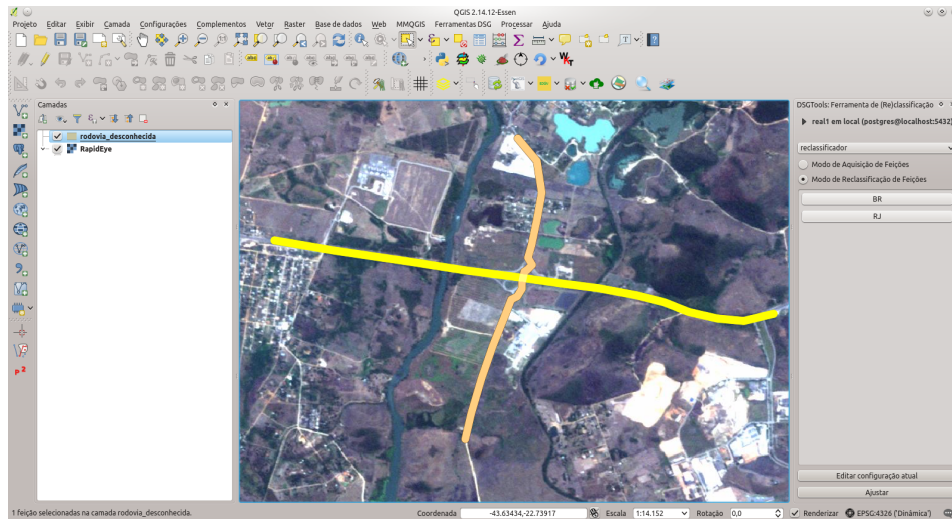 QGIS 2.14.12-Essen
Projeto Editar Exibir Camada Configurações Complementos Vetor Raster Base de dados Web MMQGIS Ferramentas DSG Processar Ajuda
Camadas
rodovia_desconhecida
RapidEye
DSGTools: Ferramenta de (Re)classificação
real1 em local (postgres@localhost:5432)
reclassificador
Modo de Aquisição de Feições
Modo de Reclassificação de Feições
BR
RJ
Editar configuração atual
Ajustar
1 feição selecionadas na camada rodovia_desconhecida.
Coordenada -43.63434,-22.73917 Escala 1:14.152 Rotação 0,0 Renderizar EPSG:4326 ('Dinâmica')